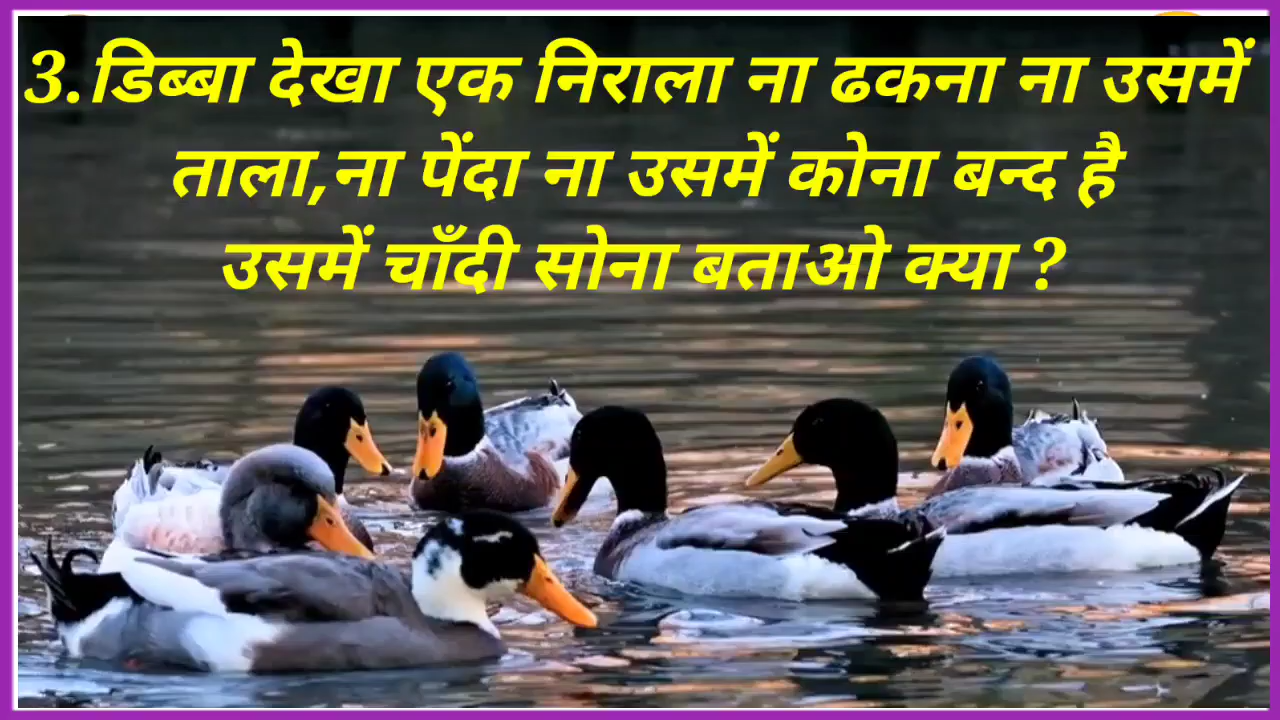 3.डिब्बा देखा एक निराला ना ढकना ना उसमें
ताला,ना पेंदा ना उसमें कोना बन्द है
उसमें चाँदी सोना बताओ क्या ?